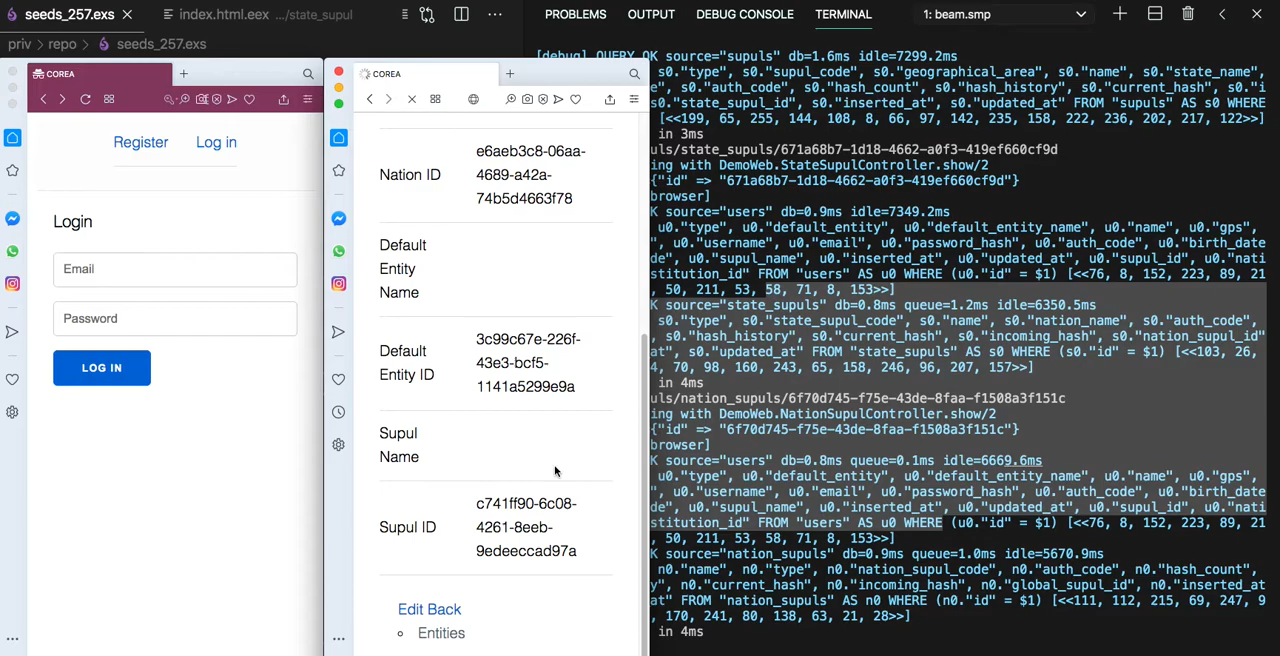 seeds_257.exs
index.html.eex .../state_supul
PROBLEMS OUTPUT DEBUG CONSOLE TERMINAL 1: beam.smp
priv > repo > seeds_257.exs
COREA
Register Log in
Login
Email
Password
LOG IN
COREA
Nation ID
e6aeb3c8-06aa-
4689-a42a-
74b5d4663f78
Default
Entity
Name
Default
Entity ID
3c99c67e-226f-
43e3-bcf5-
1141a5299e9a
Supul
Name
Supul ID
c741ff90-6c08-
4261-8eeb-
9edeeccad97a
Edit Back
Entities
[debug] QUERY OK source="supuls" db=1.6ms idle=7299.2ms
s0."type", s0."supul_code", s0."geographical_area", s0."name", s0."state_name",
s0."auth_code", s0."hash_count", s0."hash_history", s0."current_hash", s0."i
s0."state_supul_id", s0."inserted_at", s0."updated_at" FROM "supuls" AS s0 WHERE
[<<199, 65, 255, 144, 108, 8, 66, 97, 142, 235, 158, 222, 236, 202, 217, 122>>]
in 3ms
uls/state_supuls/671a68b7-1d18-4662-a0f3-419ef660cf9d
ing with DemoWeb.StateSupulController.show/2
{"id" => "671a68b7-1d18-4662-a0f3-419ef660cf9d"}
browser]
K source="users" db=0.9ms idle=7349.2ms
u0."type", u0."default_entity", u0."default_entity_name", u0."name", u0."gps",
", u0."username", u0."email", u0."password_hash", u0."auth_code", u0."birth_date
de", u0."supul_name", u0."inserted_at", u0."updated_at", u0."supul_id", u0."nati
stitution_id" FROM "users" AS u0 WHERE (u0."id" = $1) [<<76, 8, 152, 223, 89, 21
, 50, 211, 53, 58, 71, 8, 153>>]
K source="state_supuls" db=0.8ms queue=1.2ms idle=6350.5ms
s0."type", s0."state_supul_code", s0."name", s0."nation_name", s0."auth_code",
, s0."hash_history", s0."current_hash", s0."incoming_hash", s0."nation_supul_id"
at", s0."updated_at" FROM "state_supuls" AS s0 WHERE (s0."id" = $1) [<<103, 26,
4, 70, 98, 160, 243, 65, 158, 246, 96, 207, 157>>]
in 4ms
uls/nation_supuls/6f70d745-f75e-43de-8faa-f1508a3f151c
ing with DemoWeb.NationSupulController.show/2
{"id" => "6f70d745-f75e-43de-8faa-f1508a3f151c"}
browser]
K source="users" db=0.8ms queue=0.1ms idle=6669.6ms
u0."type", u0."default_entity", u0."default_entity_name", u0."name", u0."gps",
", u0."username", u0."email", u0."password_hash", u0."auth_code", u0."birth_date
de", u0."supul_name", u0."inserted_at", u0."updated_at", u0."supul_id", u0."nati
stitution_id" FROM "users" AS u0 WHERE (u0."id" = $1) [<<76, 8, 152, 223, 89, 21
, 50, 211, 53, 58, 71, 8, 153>>]
K source="nation_supuls" db=0.9ms queue=1.0ms idle=5670.9ms
n0."name", n0."type", n0."nation_supul_code", n0."auth_code", n0."hash_count",
y", n0."current_hash", n0."incoming_hash", n0."global_supul_id", n0."inserted_at
at" FROM "nation_supuls" AS n0 WHERE (n0."id" = $1) [<<111, 112, 215, 69, 247, 9
, 170, 241, 80, 138, 63, 21, 28>>]
in 4ms